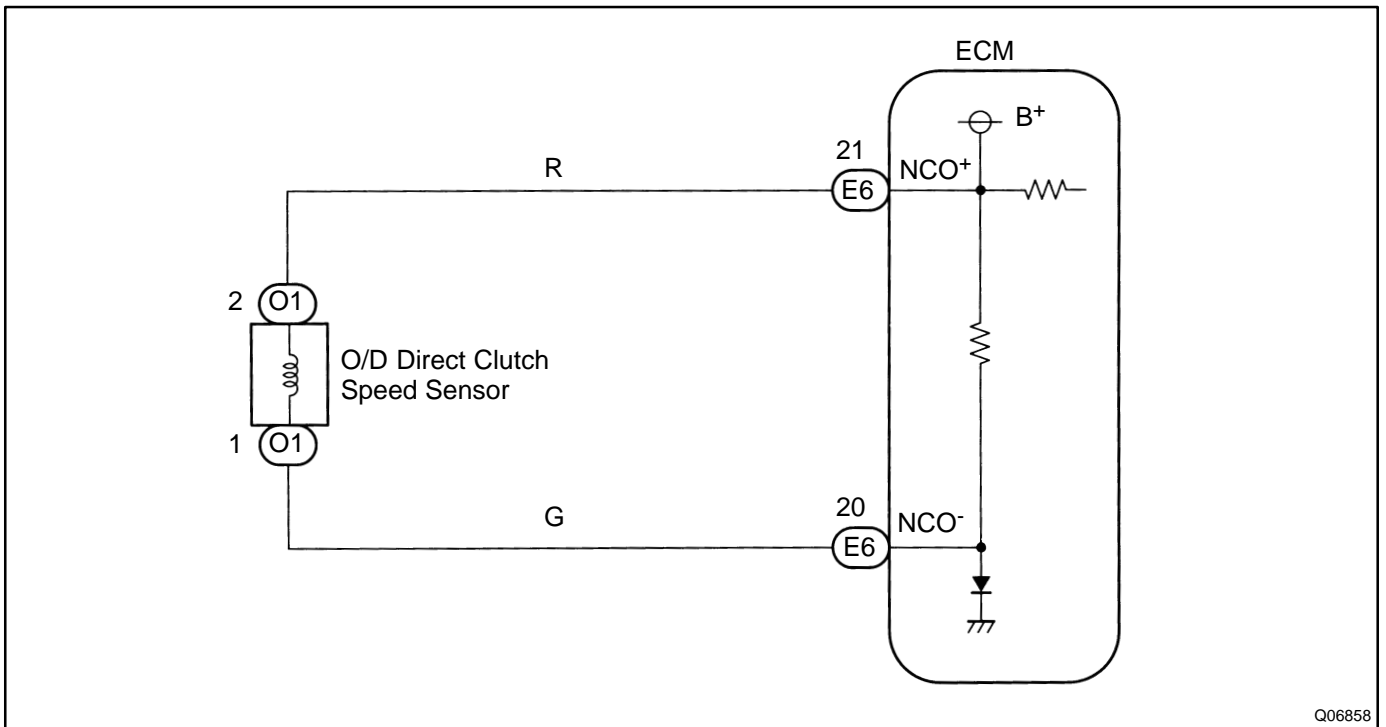 ECM
B+
21
R
NCO+
E6
2
O1
O/D Direct Clutch
Speed Sensor
1
O1
20
G
NCO-
E6
Q06858